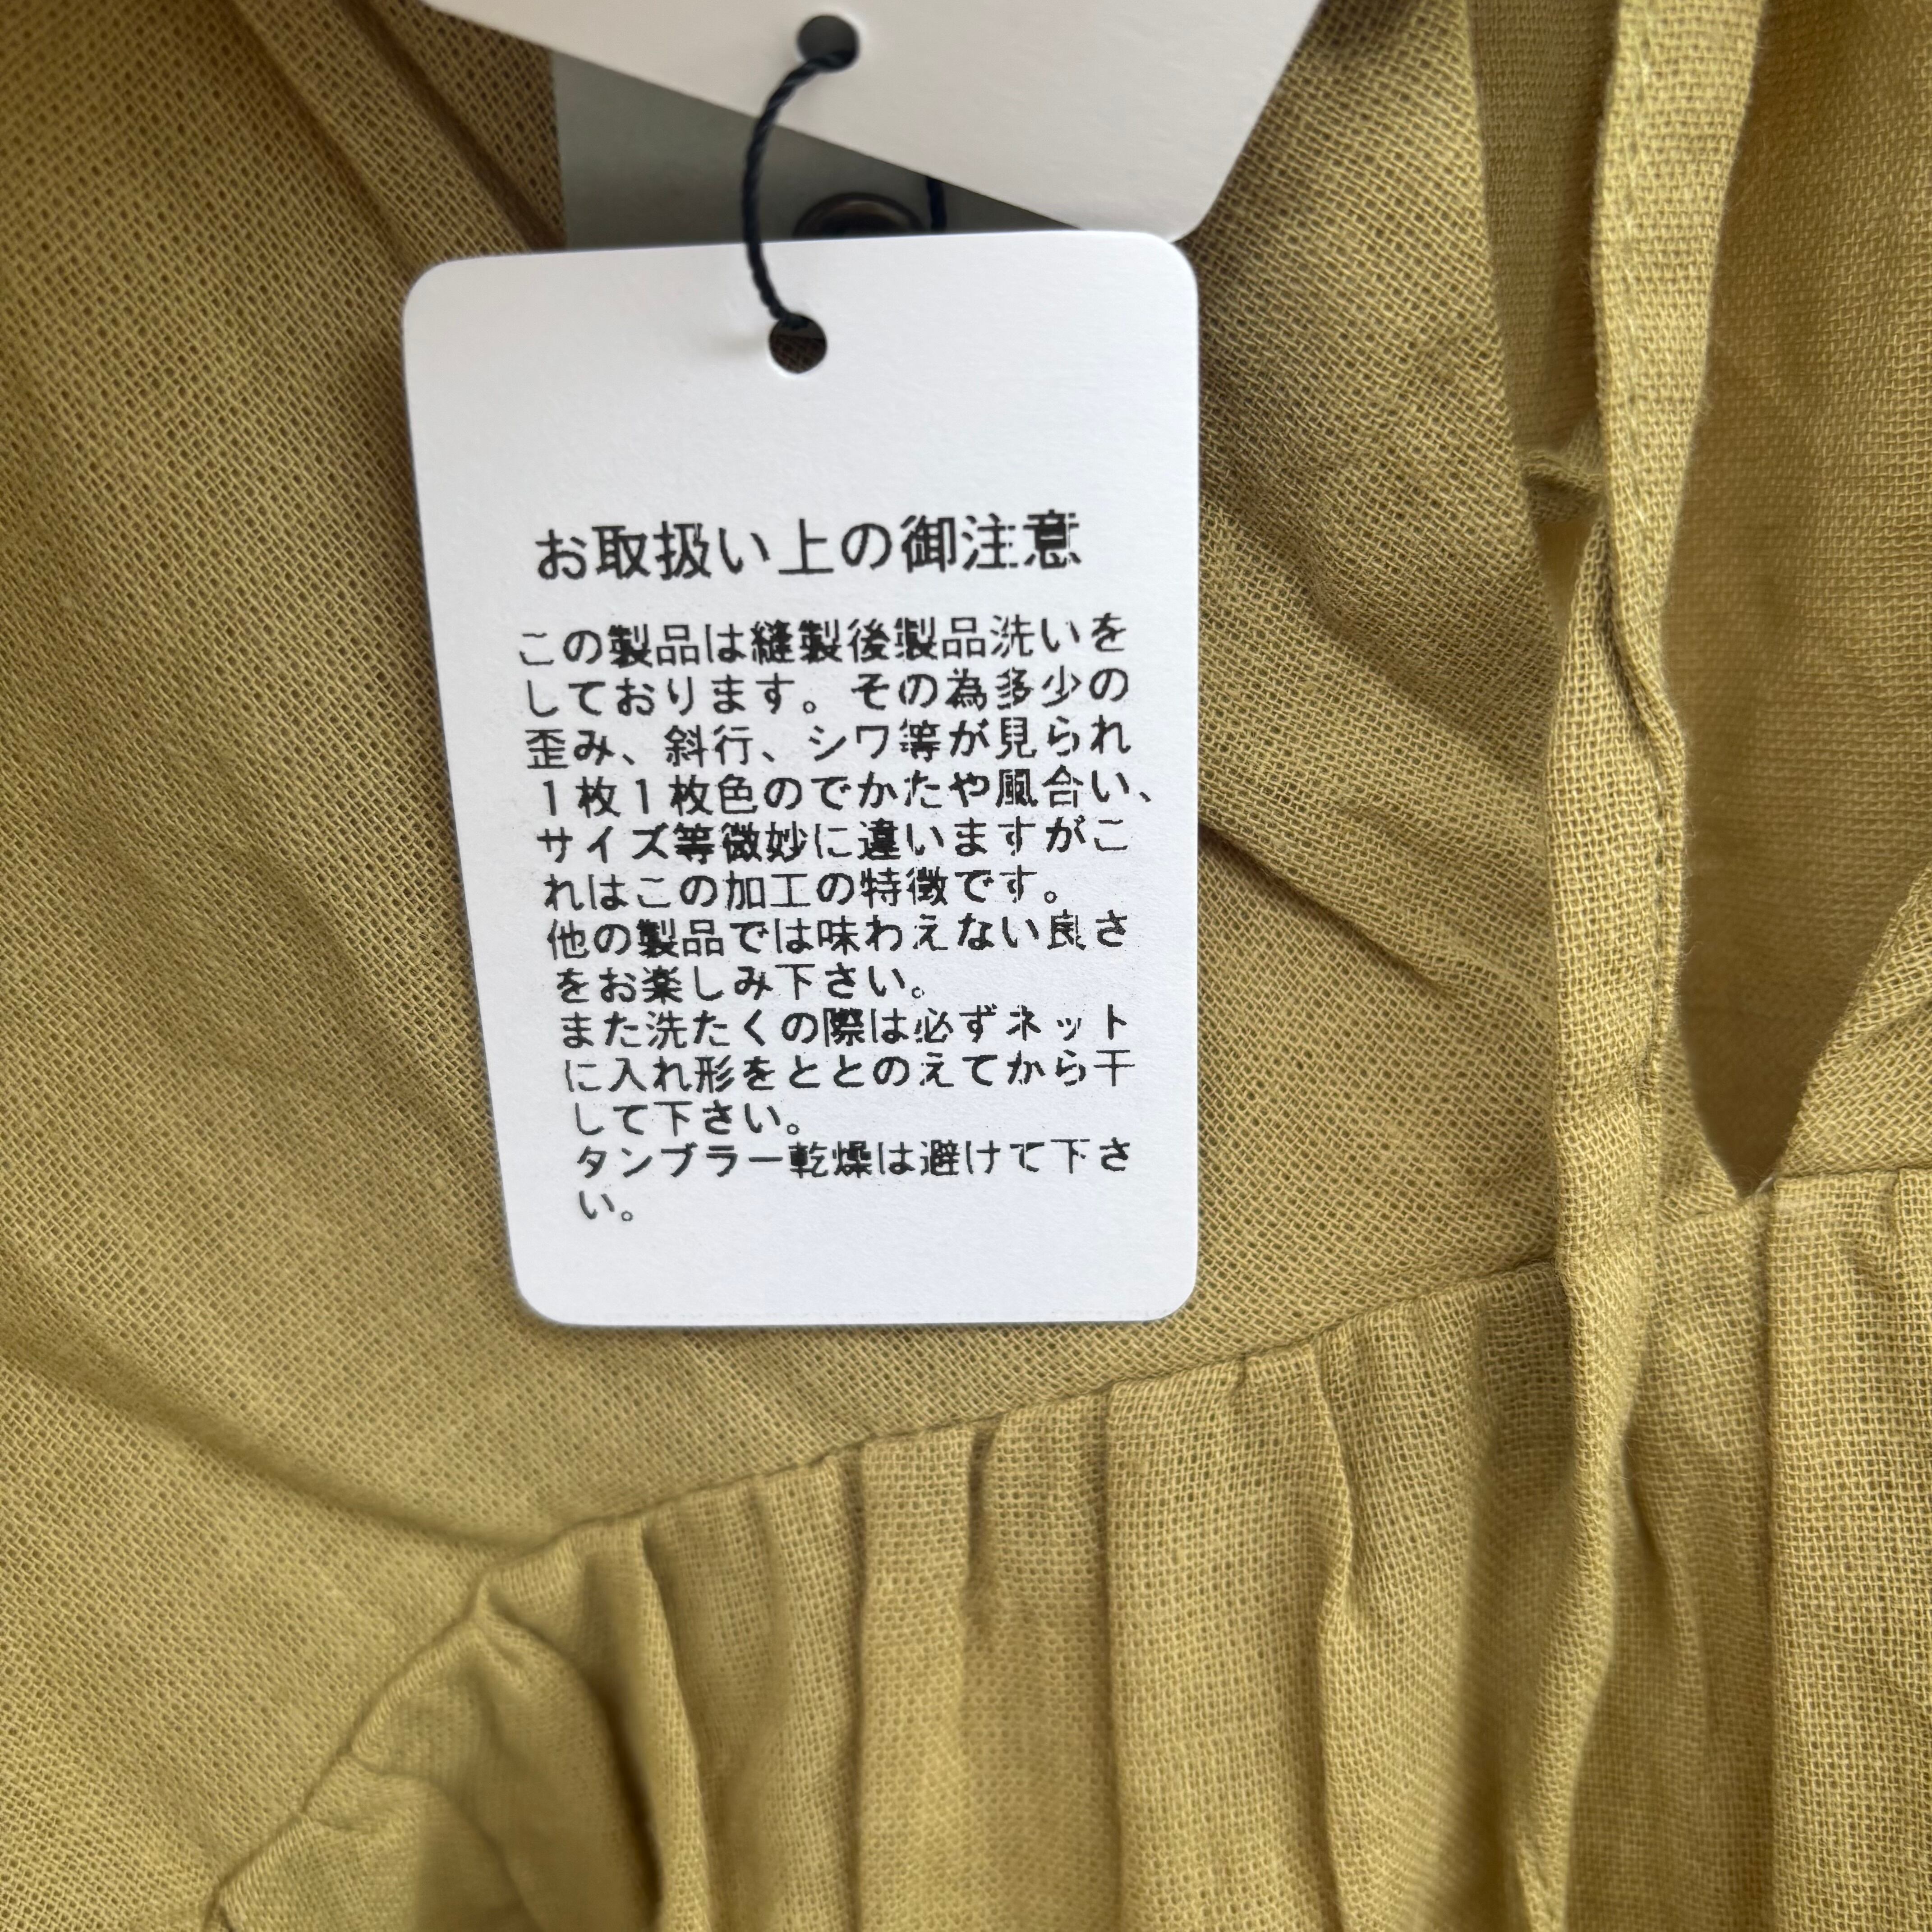 お取扱い上の御注意
この製品は縫製後製品洗いを
しております。その為多少の
歪み、斜行、シワ等が見られ
１枚１枚色のでかたや風合い、
サイズ等微妙に違いますがこ
れはこの加工の特徴です。
他の製品では味わえない良さ
をお楽しみ下さい。
また洗たくの際は必ずネット
に入れ形をととのえてから干
して下さい。
タンブラー乾燥は避けて下さ
い。